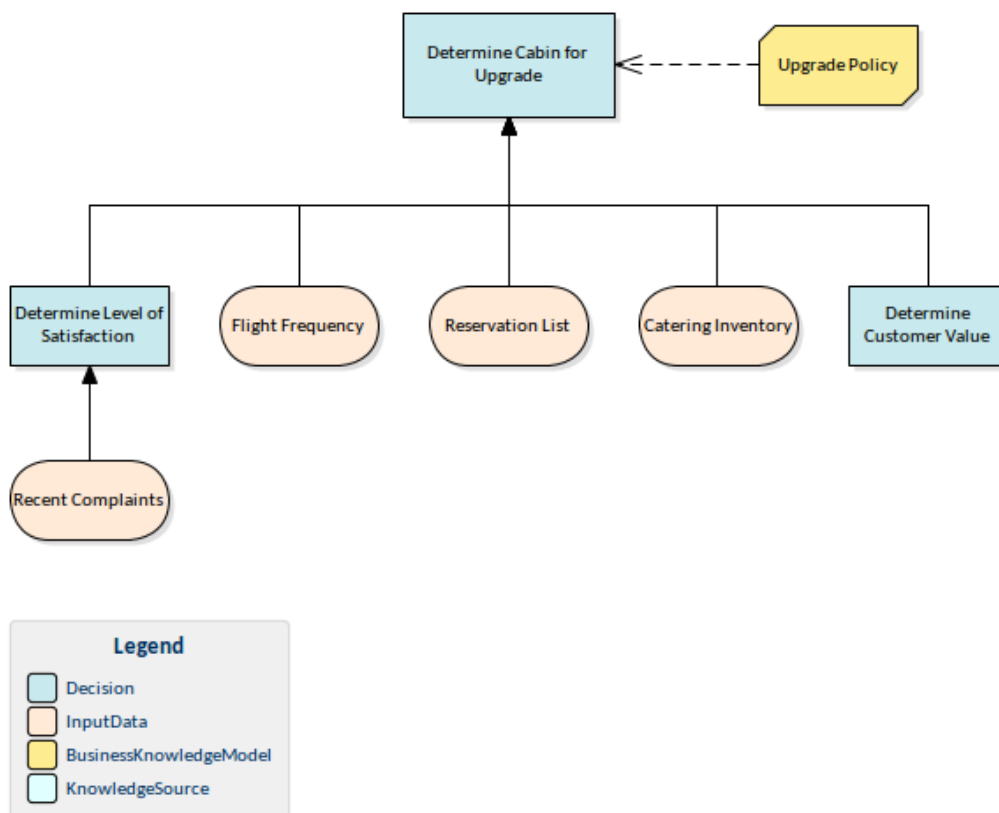 Determine Cabin for
Upgrade
Upgrade Policy
Determine Level of
Satisfaction
Flight Frequency
Reservation List
Catering Inventory
Determine
Customer Value
Recent Complaints
Legend
Decision
InputData
BusinessKnowledgeModel
KnowledgeSource